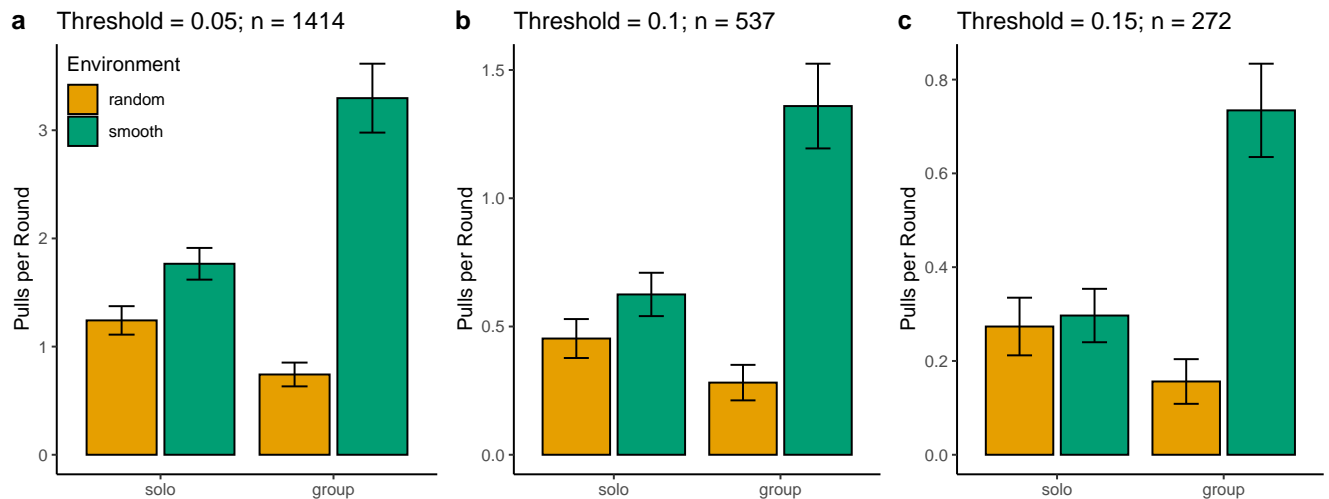 a Threshold = 0.05; n = 1414
Environment
random
smooth
Pulls per Round
3
2
1
0
solo group
b Threshold = 0.1; n = 537
Pulls per Round
1.5
1.0
0.5
0.0
solo group
c Threshold = 0.15; n = 272
Pulls per Round
0.8
0.6
0.4
0.2
0.0
solo group